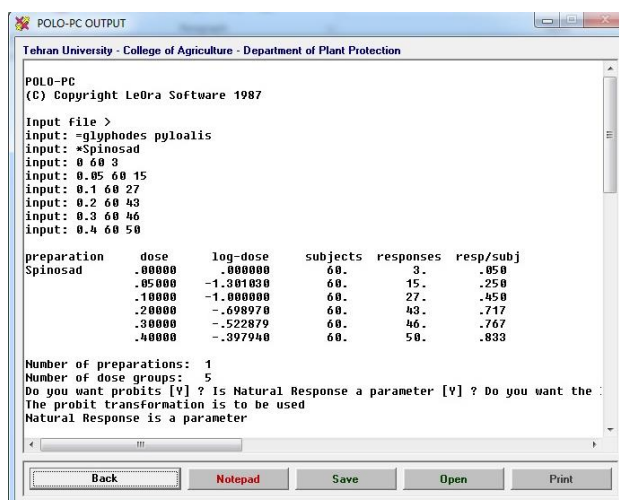 POLO-PC OUTPUT
Tehran University - College of Agriculture - Department of Plant Protection
POLO-PC
(C) Copyright LeOra Software 1987
Input file >
input: =glyphodes pyloalis
input: *Spinosad
input: 0 60 3
input: 0.05 60 15
input: 0.1 60 27
input: 0.2 60 43
input: 0.3 60 46
input: 0.4 60 50
preparation dose log-dose subjects responses resp/subj
Spinosad .00000 .000000 60. 3. .050
.05000 -1.301030 60. 15. .250
.10000 -1.000000 60. 27. .450
.20000 -.698970 60. 43. .717
.30000 -.522879 60. 46. .767
.40000 -.397940 60. 50. .833
Number of preparations: 1
Number of dose groups: 5
Do you want probits [Y] ? Is Natural Response a parameter [Y] ? Do you want the
The probit transformation is to be used
Natural Response is a parameter
Back Notepad Save Open Print